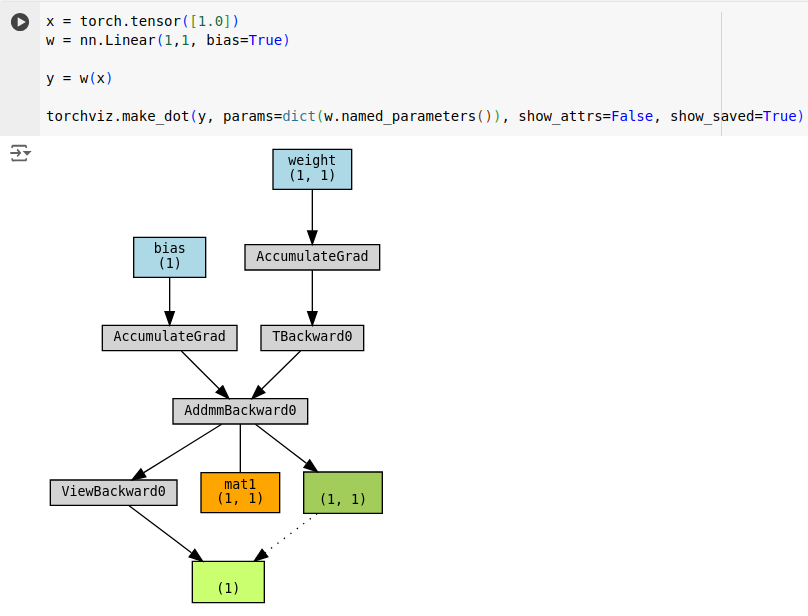 x = torch.tensor([1.0])
w = nn.Linear(1,1, bias=True)
y = w(x)
torchviz.make_dot(y, params=dict(w.named_parameters()), show_attrs=False, show_saved=True)
weight
(1, 1)
bias
(1)
AccumulateGrad
AccumulateGrad
TBackward0
AddmmBackward0
ViewBackward0
mat1
(1, 1)
(1, 1)
(1)